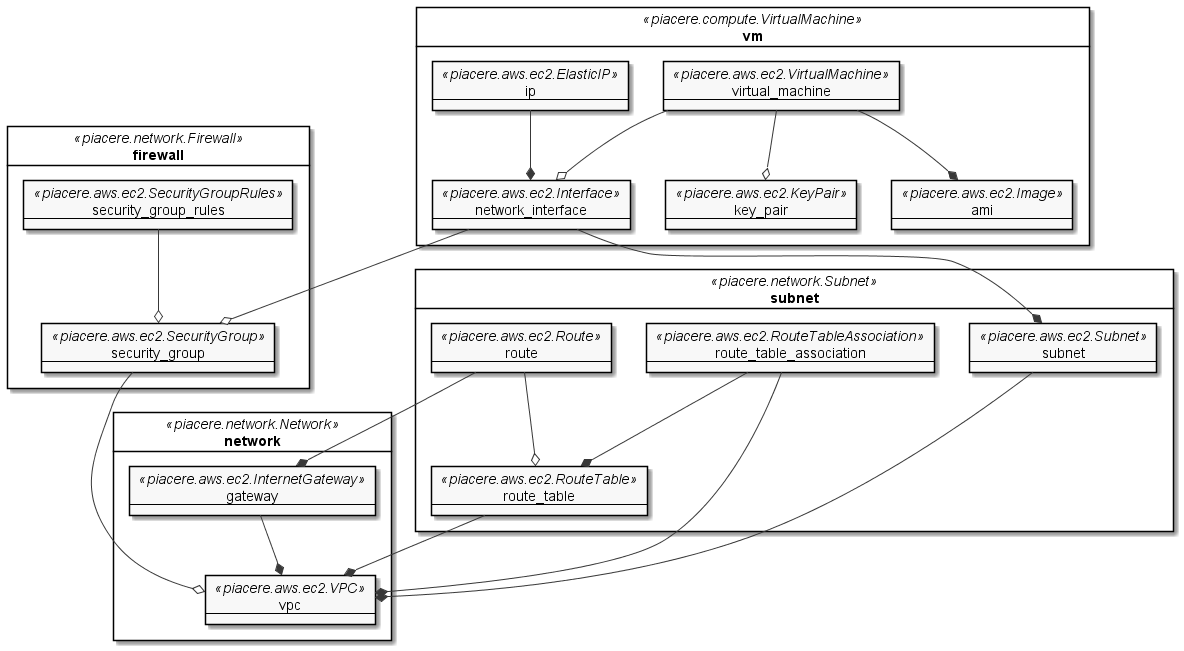 «piacere.compute.VirtualMachine»
vm
«piacere.aws.ec2.ElasticIP»
ip
«piacere.aws.ec2.VirtualMachine»
virtual_machine
«piacere.network.Firewall»
firewall
«piacere.aws.ec2.SecurityGroupRules»
security_group_rules
«piacere.aws.ec2.Interface»
network_interface
«piacere.aws.ec2.KeyPair»
key_pair
«piacere.aws.ec2.Image»
ami
«piacere.network.Subnet»
subnet
«piacere.aws.ec2.SecurityGroup»
security_group
«piacere.aws.ec2.Route»
route
«piacere.aws.ec2.RouteTableAssociation»
route_table_association
«piacere.aws.ec2.Subnet»
subnet
«piacere.network.Network»
network
«piacere.aws.ec2.InternetGateway»
gateway
«piacere.aws.ec2.RouteTable»
route_table
«piacere.aws.ec2.VPC»
vpc